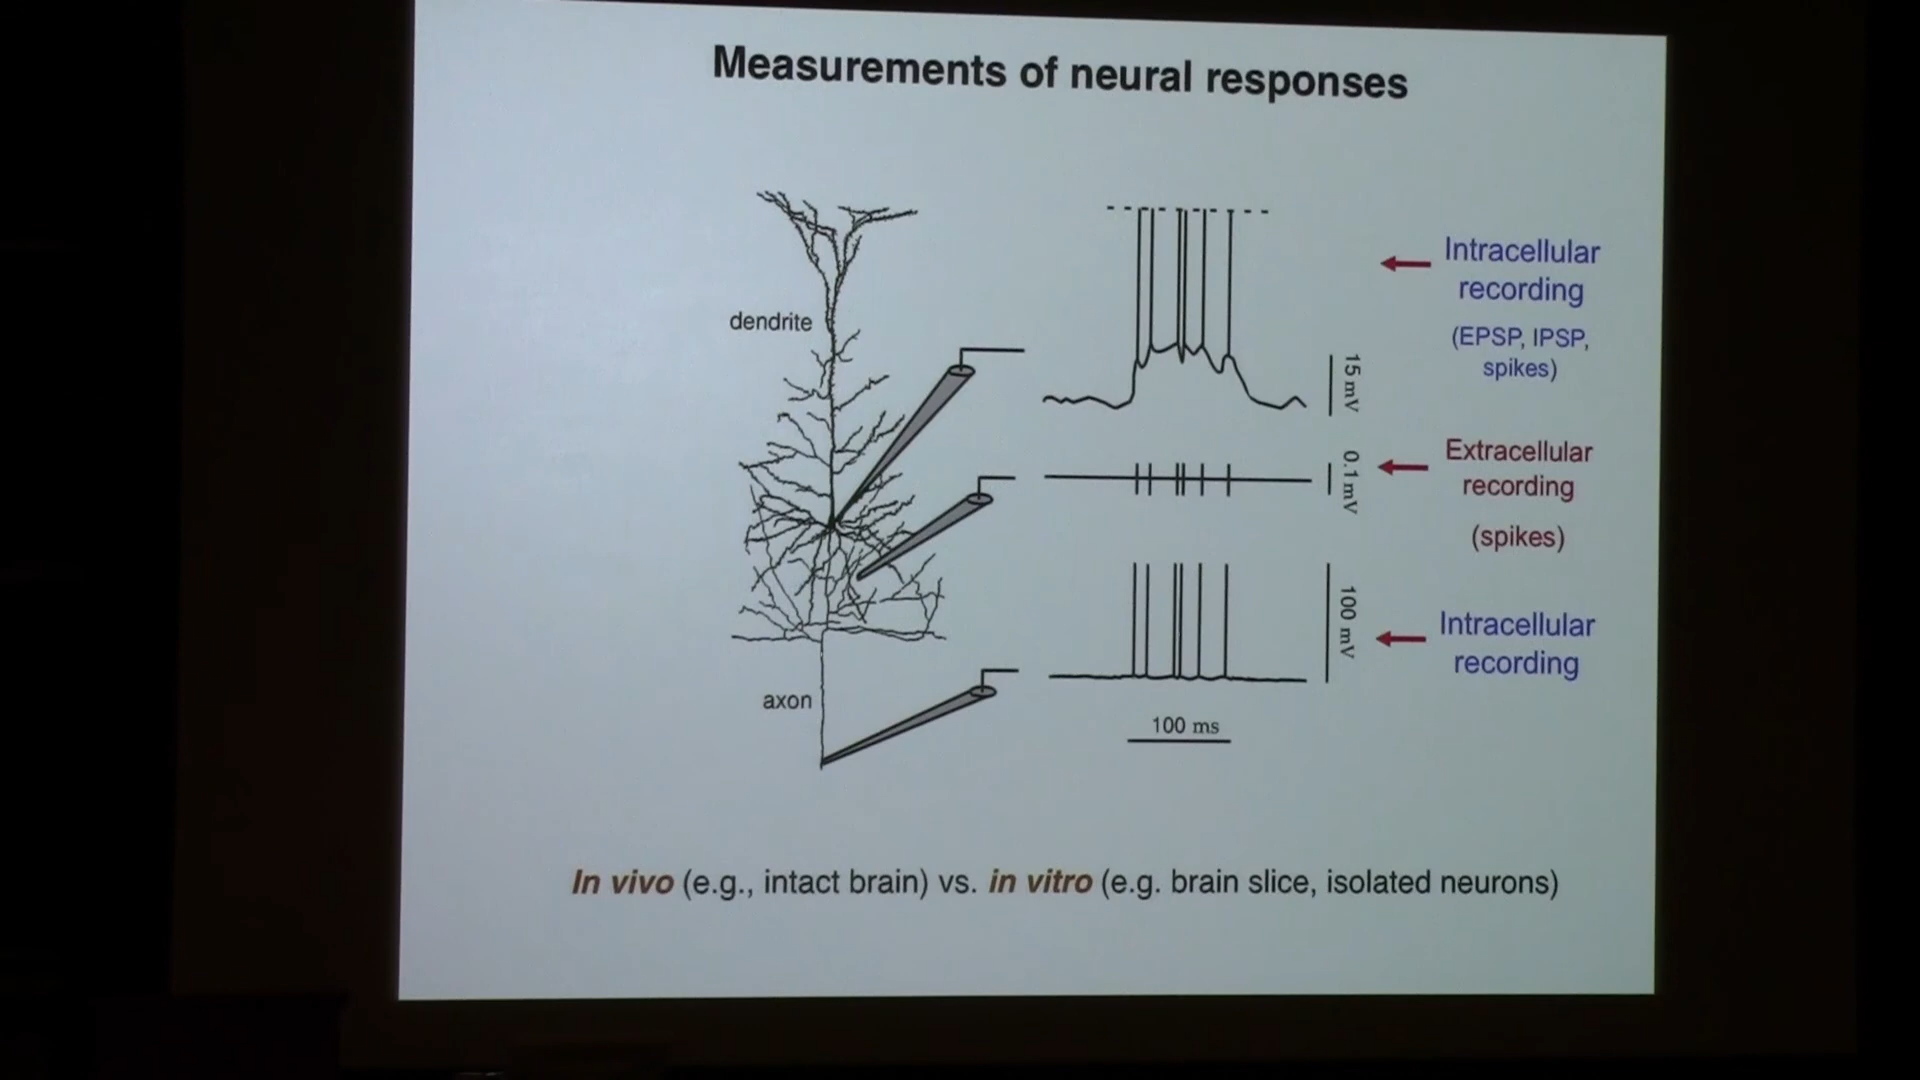 Measurements of neural responses
dendrite
axon
15 mV
0.1 mV
100 mV
100 ms
Intracellular
recording
(EPSP, IPSP,
spikes)
Extracellular
recording
(spikes)
Intracellular
recording
In vivo (e.g., intact brain) vs. in vitro (e.g. brain slice, isolated neurons)